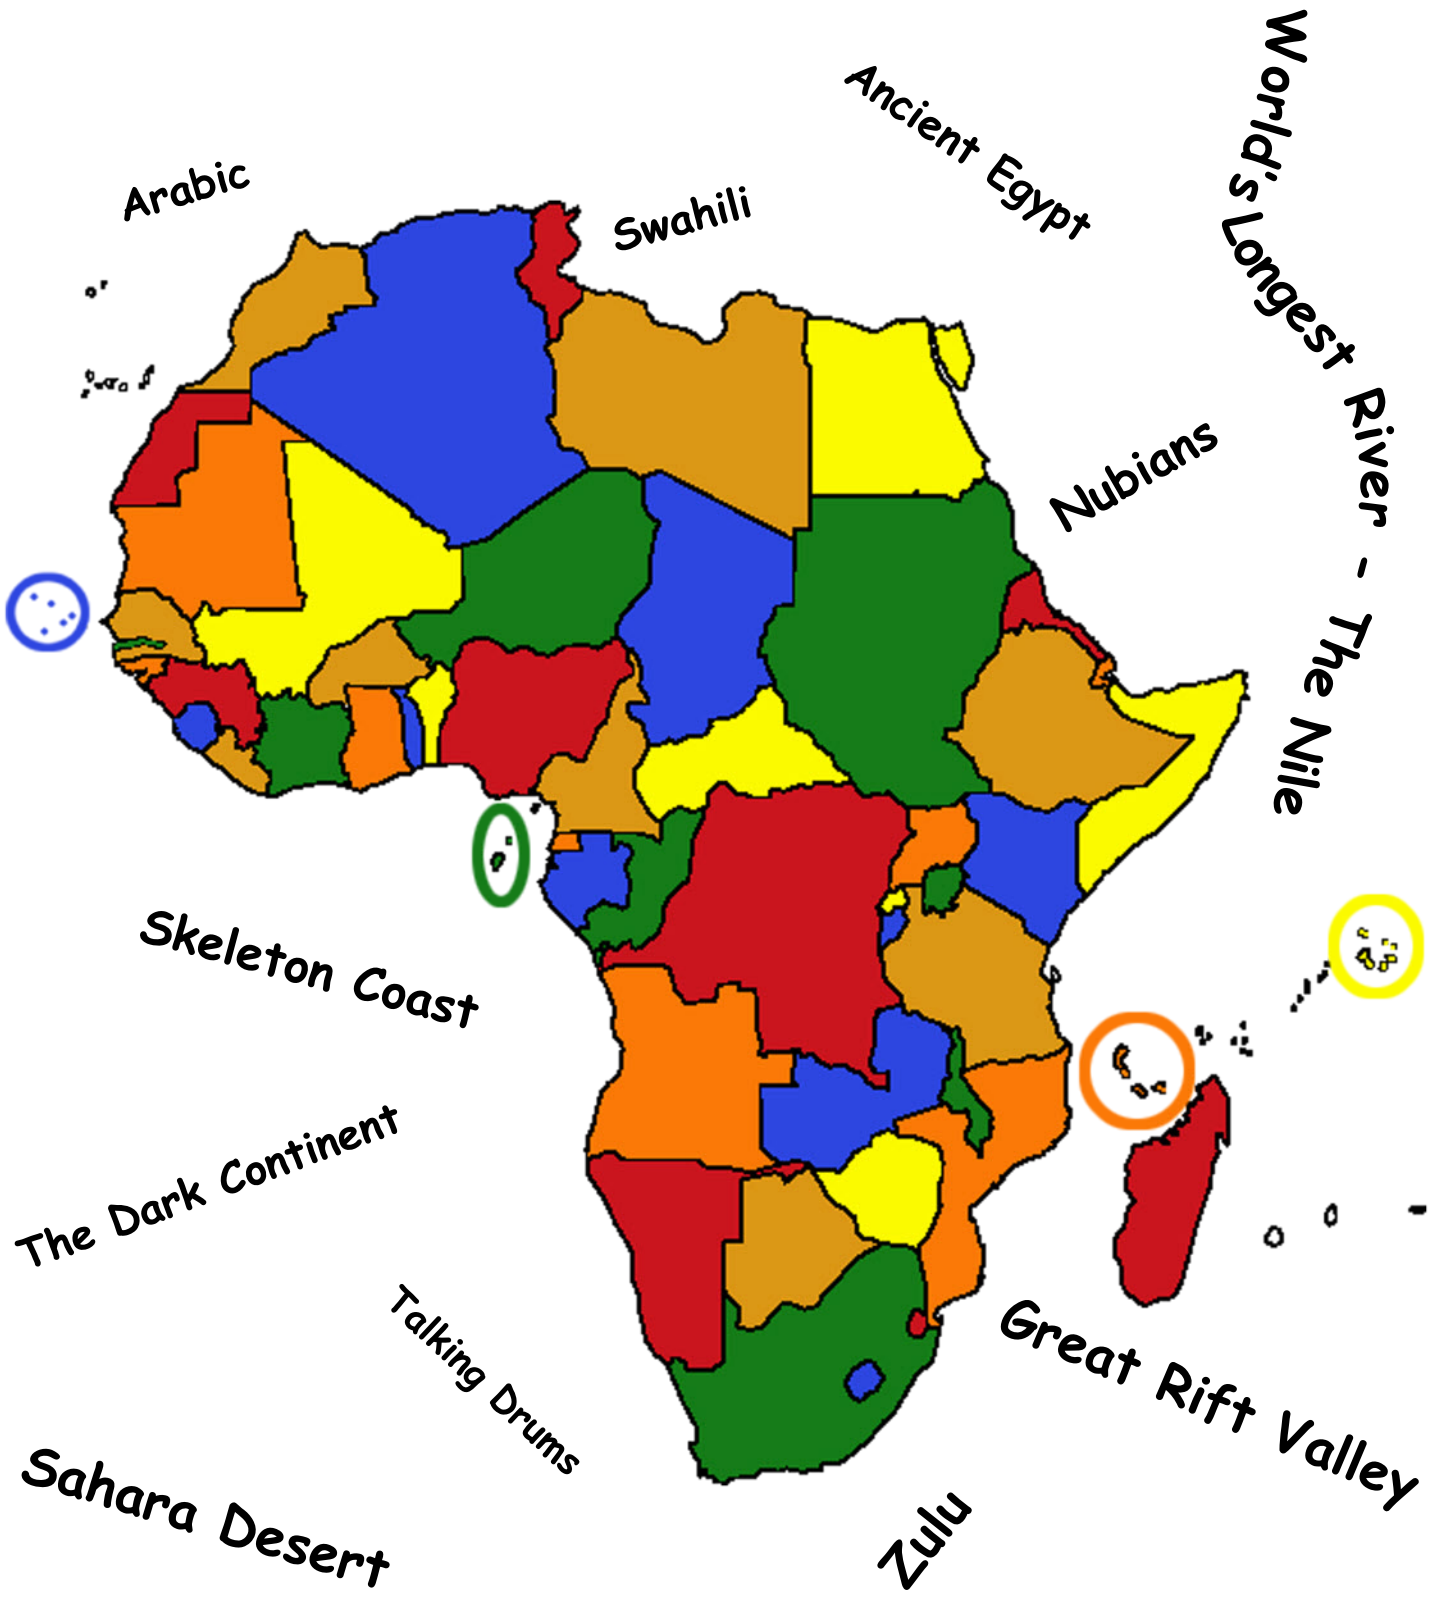 Arabic
Swahili
Ancient Egypt
World's Longest River - The Nile
Nubians
Skeleton Coast
The Dark Continent
Talking Drums
Great Rift Valley
Sahara Desert
Zulu